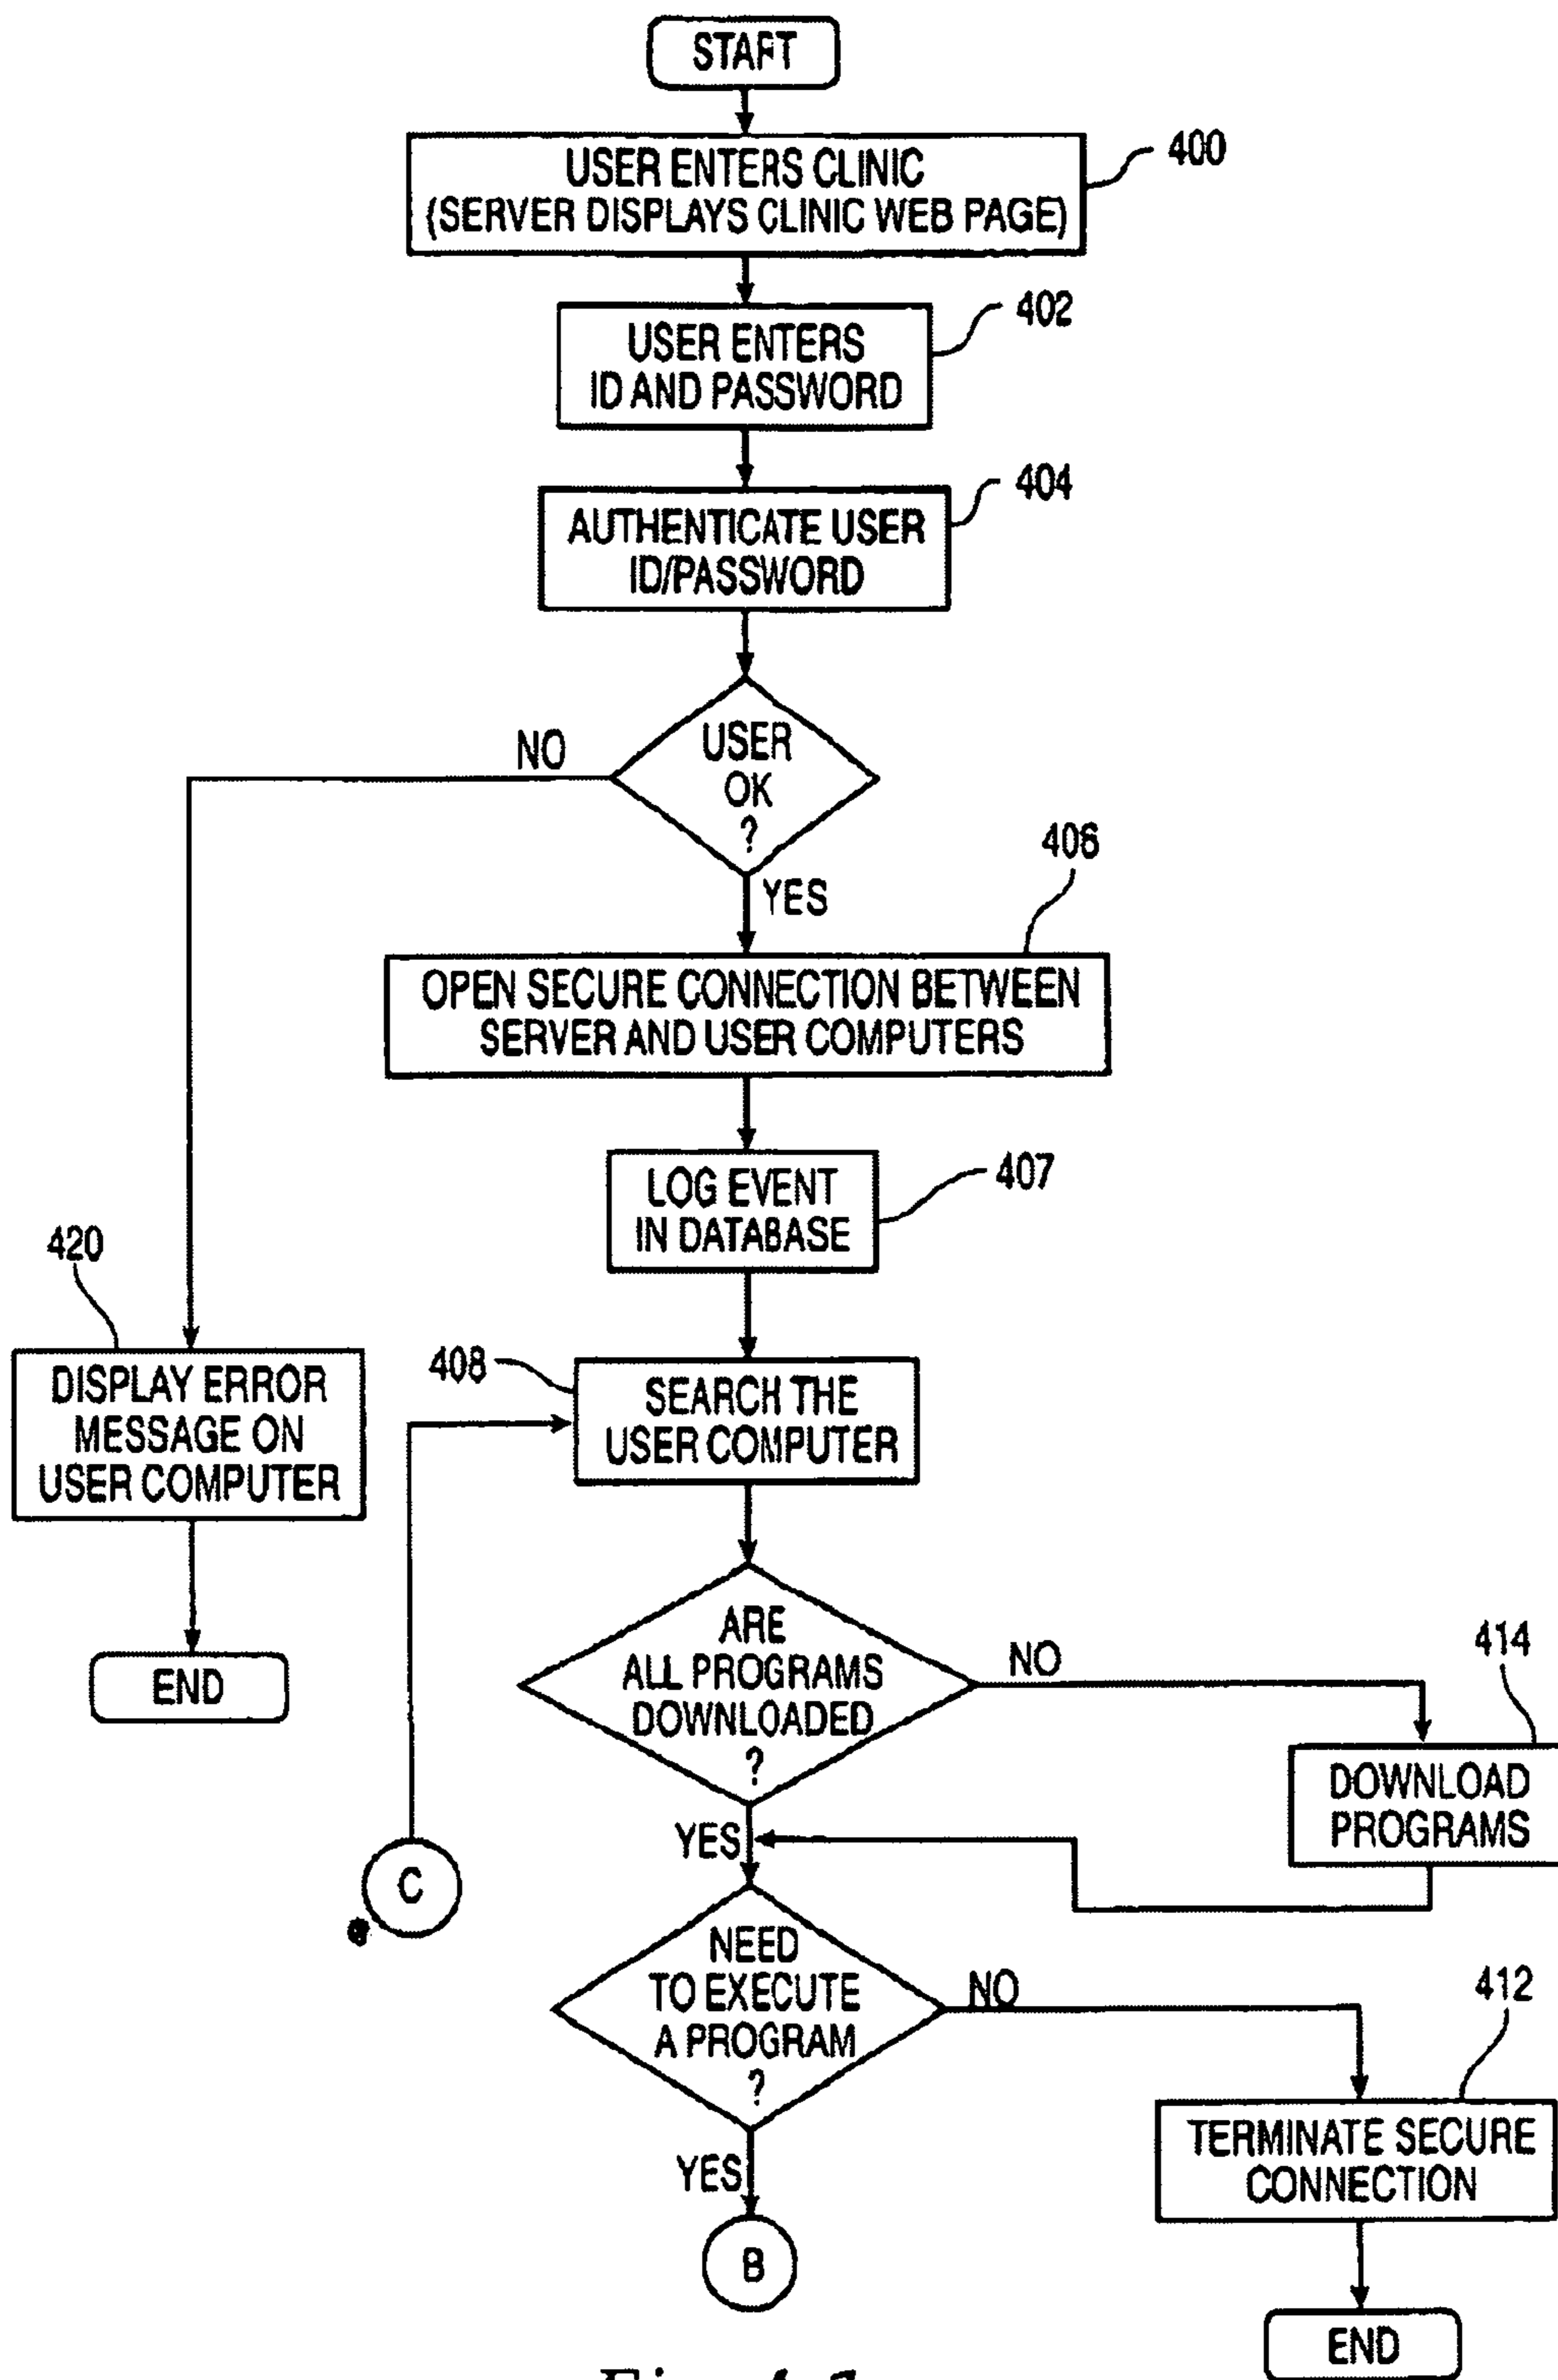 START
USER ENTERS CLINIC
(SERVER DISPLAYS CLINIC WEB PAGE)
400
USER ENTERS
ID AND PASSWORD
402
AUTHENTICATE USER
ID/PASSWORD
404
USER
OK
?
NO
YES
406
OPEN SECURE CONNECTION BETWEEN
SERVER AND USER COMPUTERS
LOG EVENT
IN DATABASE
407
420
DISPLAY ERROR
MESSAGE ON
USER COMPUTER
END
408
SEARCH THE
USER COMPUTER
ARE
ALL PROGRAMS
DOWNLOADED
?
NO
414
DOWNLOAD
PROGRAMS
YES
C
NEED
TO EXECUTE
A PROGRAM
?
NO
412
TERMINATE SECURE
CONNECTION
YES
B
END